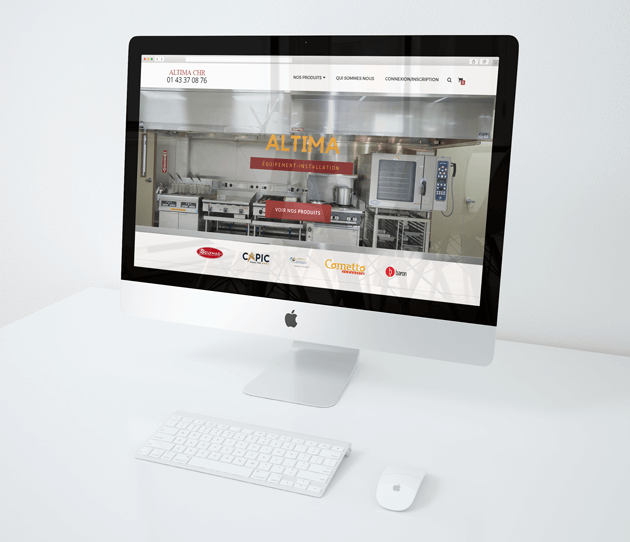 ALTIMA CHR
01 43 37 08 76
NOS PRODUITS
QUI SOMMES NOUS
CONNEXION/INSCRIPTION
ALTIMA
ÉQUIPEMENT-INSTALLATION
VOIR NOS PRODUITS
CAPIC
Cometto
baron